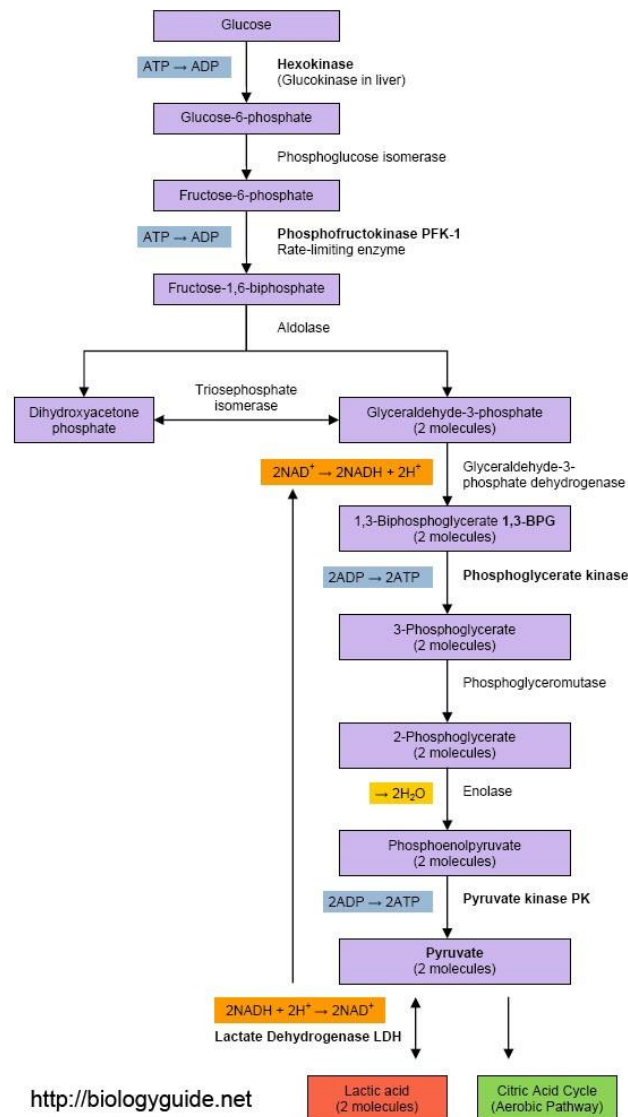 Glucose
ATP → ADP
Hexokinase
(Glucokinase in liver)
Glucose-6-phosphate
Phosphoglucose isomerase
Fructose-6-phosphate
ATP → ADP
Phosphofructokinase PFK-1
Rate-limiting enzyme
Fructose-1,6-biphosphate
Aldolase
Triosephosphate
isomerase
Dihydroxyacetone
phosphate
Glyceraldehyde-3-phosphate
(2 molecules)
2NAD⁺ → 2NADH + 2H⁺
Glyceraldehyde-3-
phosphate dehydrogenase
1,3-Biphosphoglycerate 1,3-BPG
(2 molecules)
2ADP → 2ATP
Phosphoglycerate kinase
3-Phosphoglycerate
(2 molecules)
Phosphoglyceromutase
2-Phosphoglycerate
(2 molecules)
→ 2H₂O
Enolase
Phosphoenolpyruvate
(2 molecules)
2ADP → 2ATP
Pyruvate kinase PK
Pyruvate
(2 molecules)
2NADH + 2H⁺ → 2NAD⁺
Lactate Dehydrogenase LDH
Lactic acid
(2 molecules)
Citric Acid Cycle
(Aerobic Pathway)
http://biologyguide.net